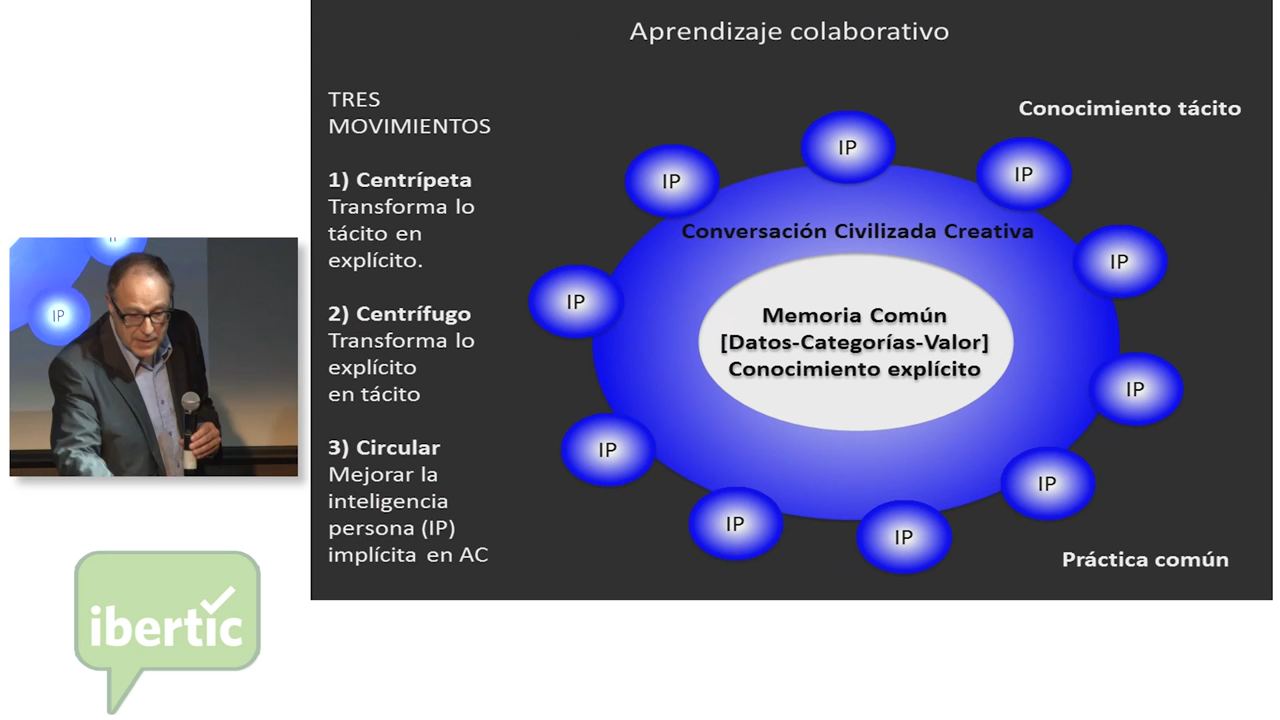 Aprendizaje colaborativo
TRES
MOVIMIENTOS
1) Centrípeta
Transforma lo
tácito en
explícito.
2) Centrífugo
Transforma lo
explícito
en tácito
3) Circular
Mejorar la
inteligencia
persona (IP)
implícita en AC
Conocimiento tácito
IP
IP
IP
IP
IP
IP
IP
IP
IP
IP
Conversación Civilizada Creativa
Memoria Común
[Datos-Categorías-Valor]
Conocimiento explícito
Práctica común
IP
IP
ibertic